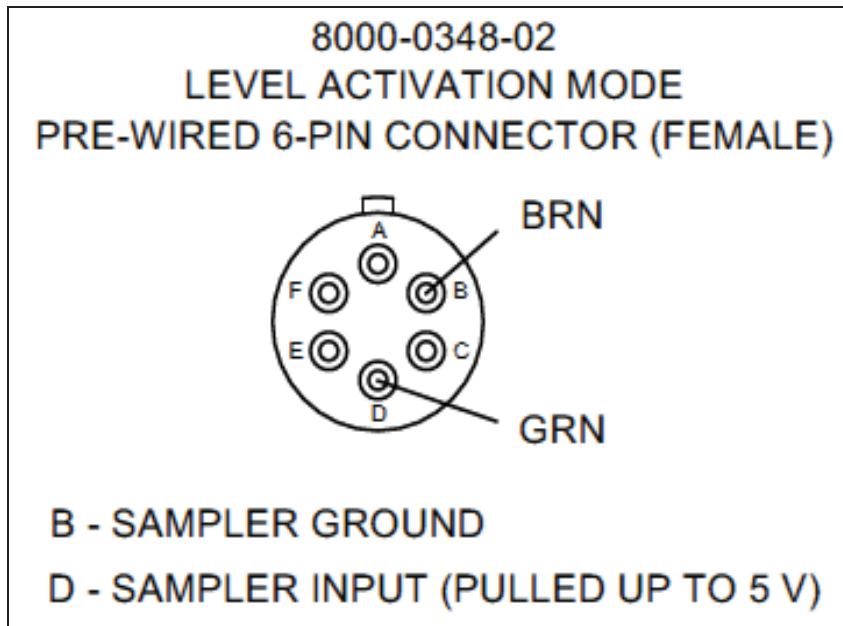 8000-0348-02
LEVEL ACTIVATION MODE
PRE-WIRED 6-PIN CONNECTOR (FEMALE)
BRN
A
F
B
E
C
D
GRN
B - SAMPLER GROUND
D - SAMPLER INPUT (PULLED UP TO 5 V)